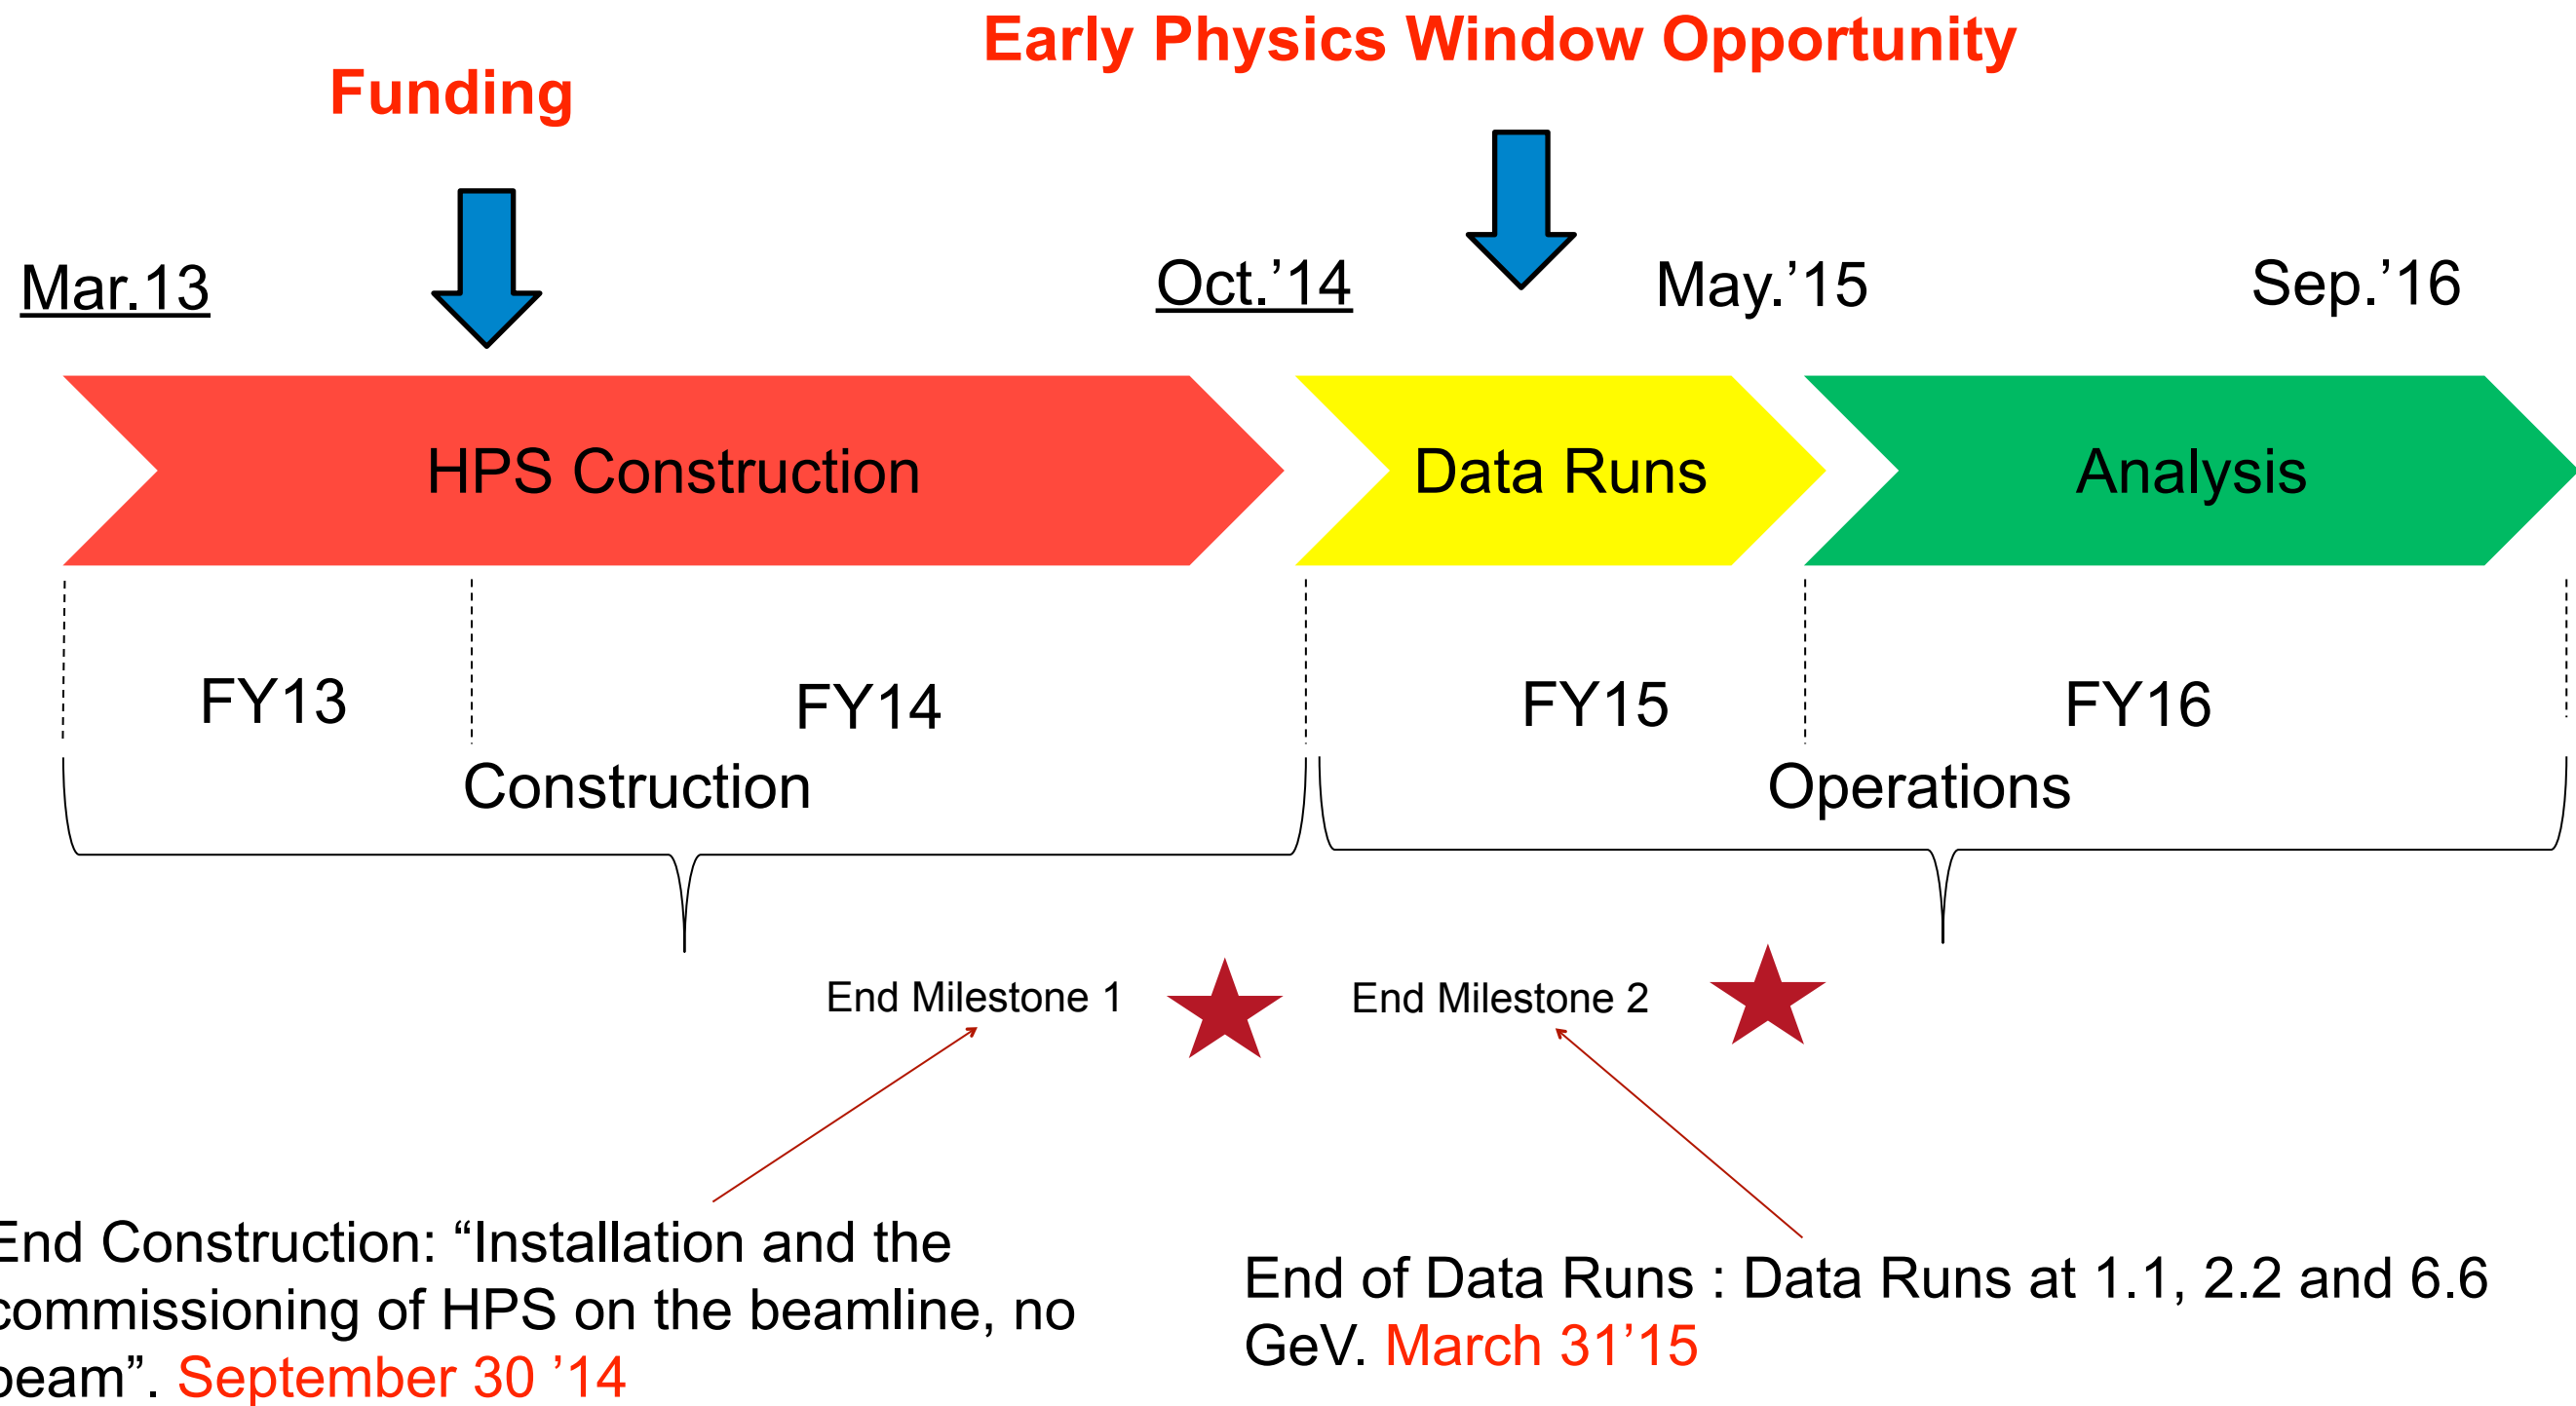 Early Physics Window Opportunity
Funding
Mar.13
Oct.’14
May.’15
Sep.’16
HPS Construction
Data Runs
Analysis
FY13
FY14
FY15
FY16
Construction
Operations
End Milestone 1
End Milestone 2
End Construction: “Installation and the
commissioning of HPS on the beamline, no
beam”. September 30 ’14
End of Data Runs : Data Runs at 1.1, 2.2 and 6.6
GeV. March 31’15